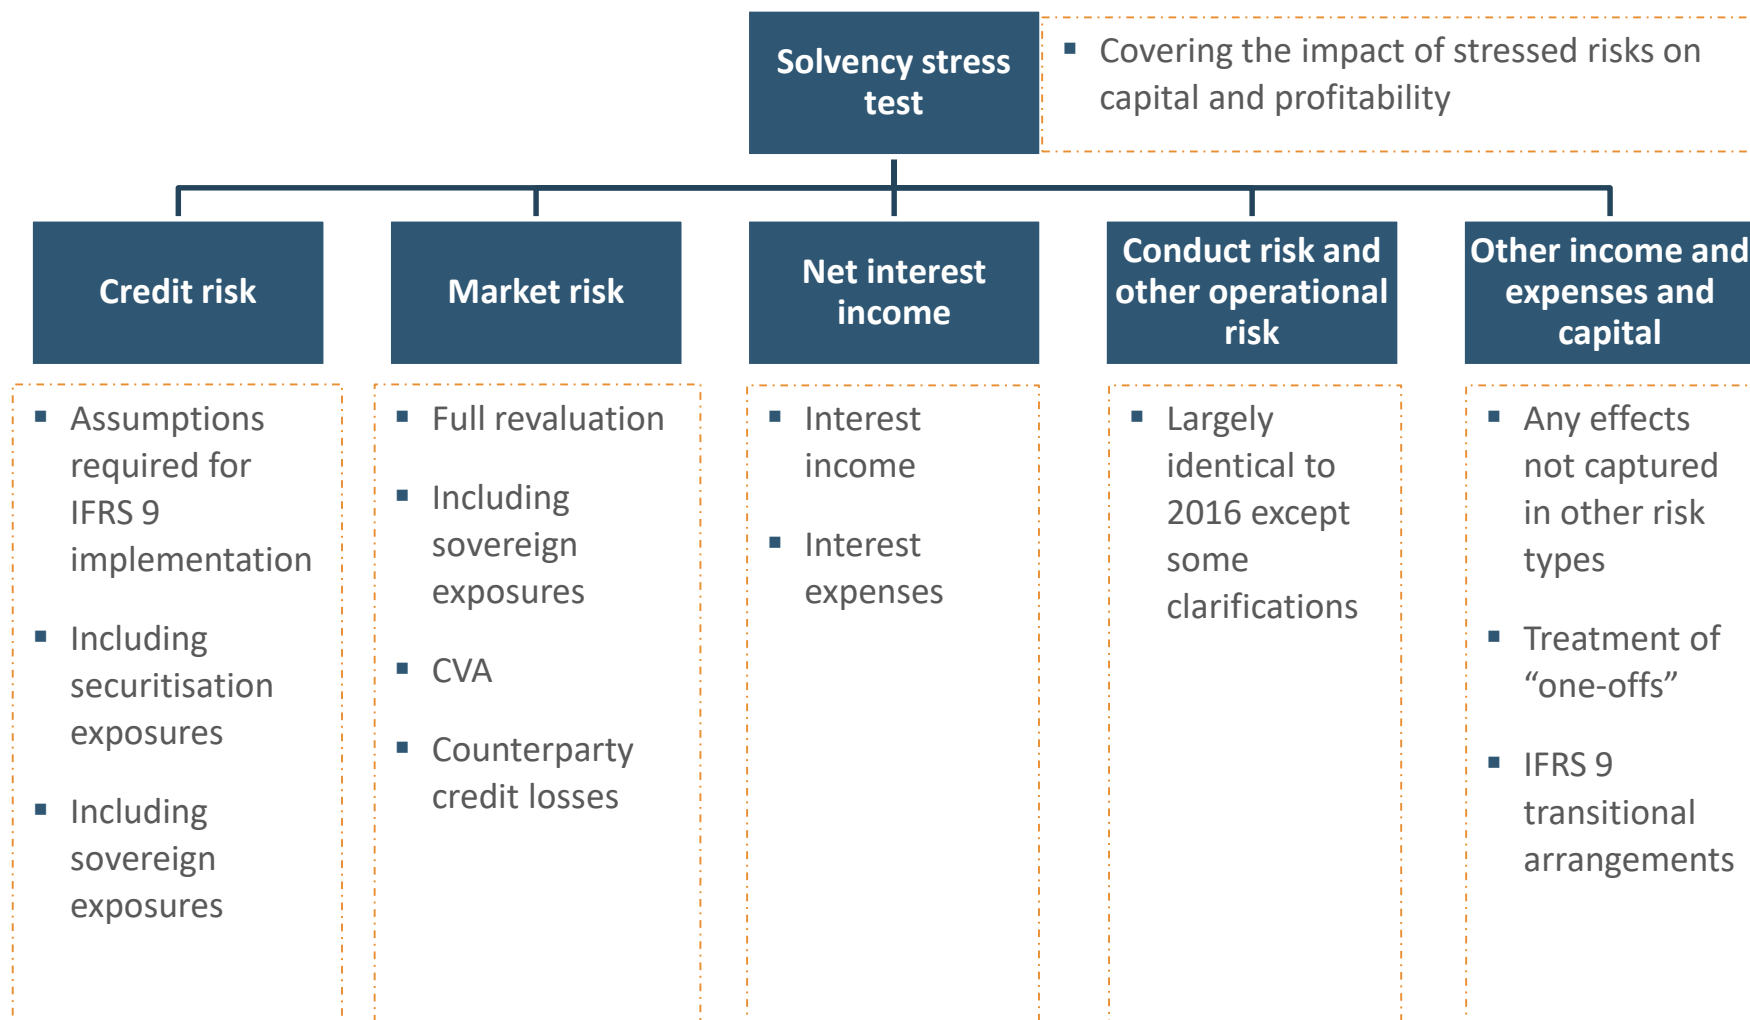 Solvency stress
test
▪ Covering the impact of stressed risks on
capital and profitability
Credit risk
Market risk
Net interest
income
Conduct risk and
other operational
risk
Other income and
expenses and
capital
▪ Assumptions
required for
IFRS 9
implementation
▪ Including
securitisation
exposures
▪ Including
sovereign
exposures
▪ Full revaluation
▪ Including
sovereign
exposures
▪ CVA
▪ Counterparty
credit losses
▪ Interest
income
▪ Interest
expenses
▪ Largely
identical to
2016 except
some
clarifications
▪ Any effects
not captured
in other risk
types
▪ Treatment of
“one-offs”
▪ IFRS 9
transitional
arrangements